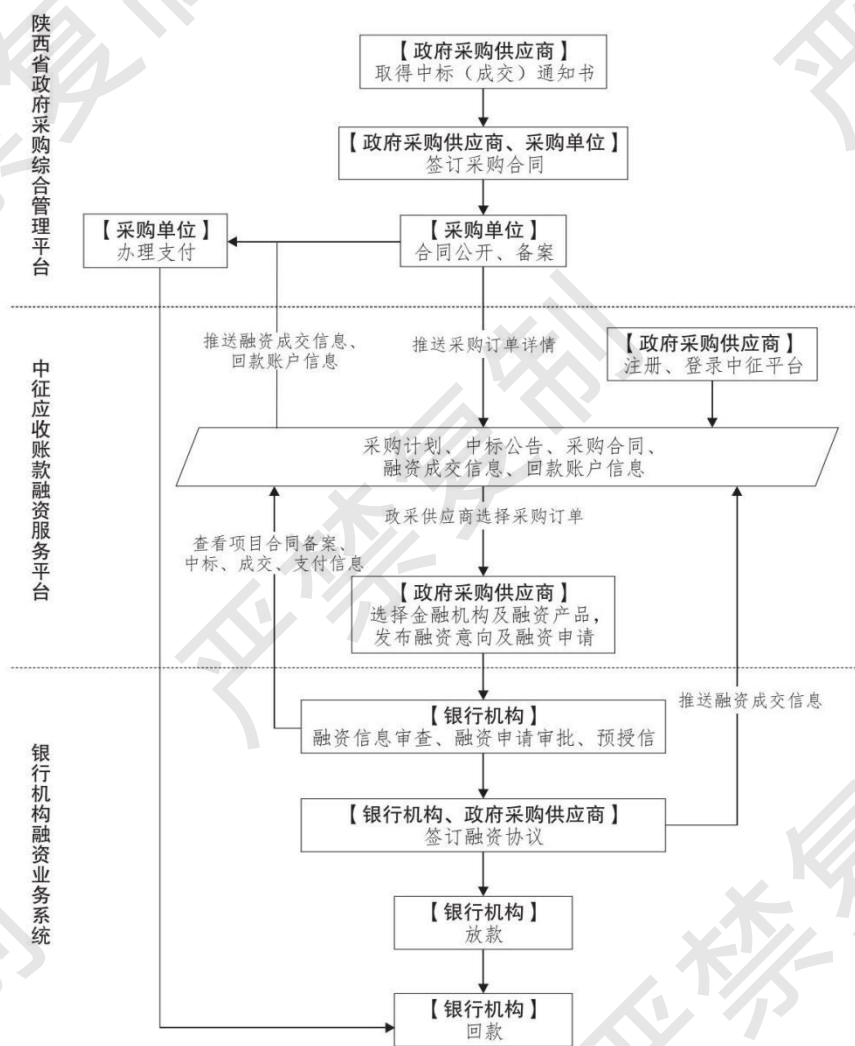 陕西省政府采购综合管理平台
【政府采购供应商】
取得中标（成交）通知书
【政府采购供应商、采购单位】
签订采购合同
【采购单位】
办理支付
【采购单位】
合同公开、备案
中征应收账款融资服务平台
推送融资成交信息、
回款账户信息
推送采购订单详情
【政府采购供应商】
注册、登录中征平台
采购计划、中标公告、采购合同、
融资成交信息、回款账户信息
政采供应商选择采购订单
查看项目合同备案、
中标、成交、支付信息
【政府采购供应商】
选择金融机构及融资产品，
发布融资意向及融资申请
银行机构融资业务系统
【银行机构】
融资信息审查、融资申请审批、预授信
推送融资成交信息
【银行机构、政府采购供应商】
签订融资协议
【银行机构】
放款
【银行机构】
回款
严禁复制